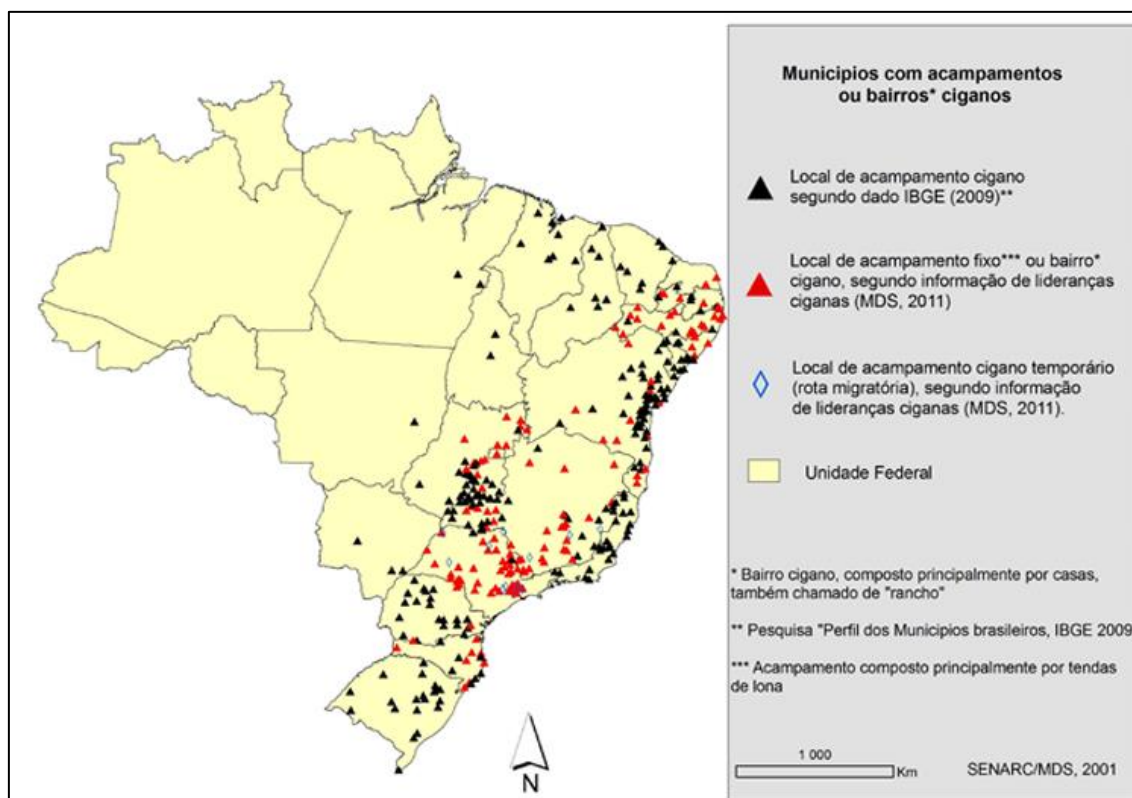 Municipios com acampamentos
ou bairros* ciganos
Local de acampamento cigano
segundo dado IBGE (2009)**
Local de acampamento fixo*** ou bairro*
cigano, segundo informação de lideranças
ciganas (MDS, 2011)
Local de acampamento cigano temporário
(rota migratória), segundo informação
de lideranças ciganas (MDS, 2011).
Unidade Federal
* Bairro cigano, composto principalmente por casas,
também chamado de "rancho"
** Pesquisa "Perfil dos Municipios brasileiros, IBGE 2009
*** Acampamento composto principalmente por tendas
de lona
1 000
Km
SENARC/MDS, 2001
N